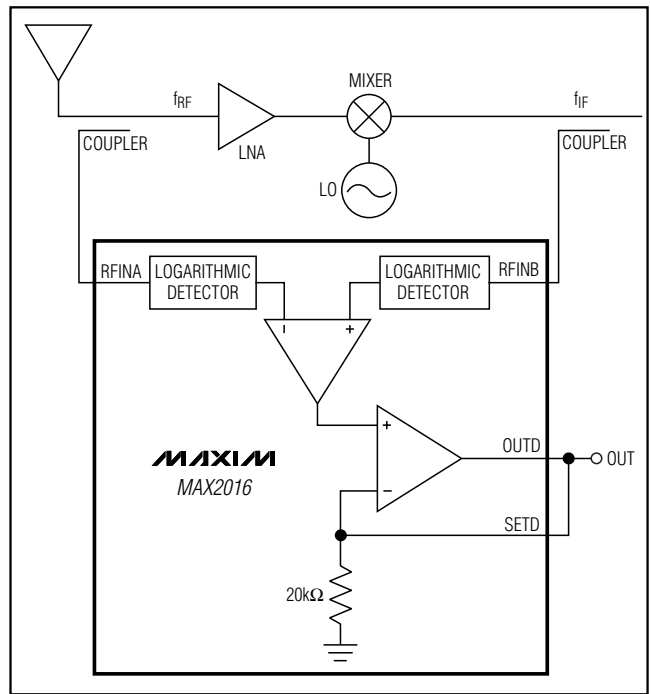 MIXER
fRF
fIF
COUPLER
LNA
COUPLER
LO
RFINA
LOGARITHMIC
DETECTOR
LOGARITHMIC
DETECTOR
RFINB
−
+
+
OUTD
OUT
MAXIM
MAX2016
−
SETD
20kΩ